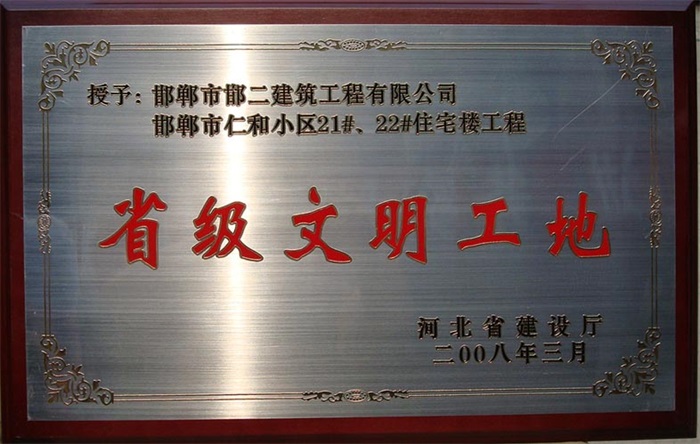 授予：邯郸市邯二建筑工程有限公司
邯郸市仁和小区21#、22#住宅楼工程
省级文明工地
河北省建设厅
二00八年三月